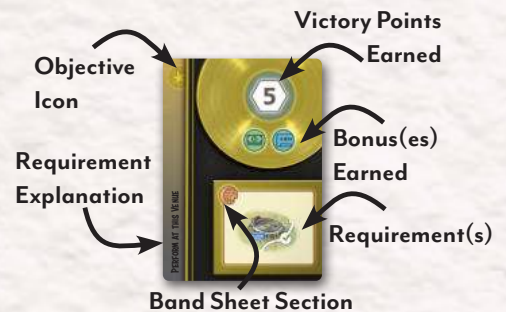 Victory Points
Earned
Objective
Icon
5
Bonus(es)
Earned
Requirement
Explanation
Perform at this Venue
Requirement(s)
Band Sheet Section